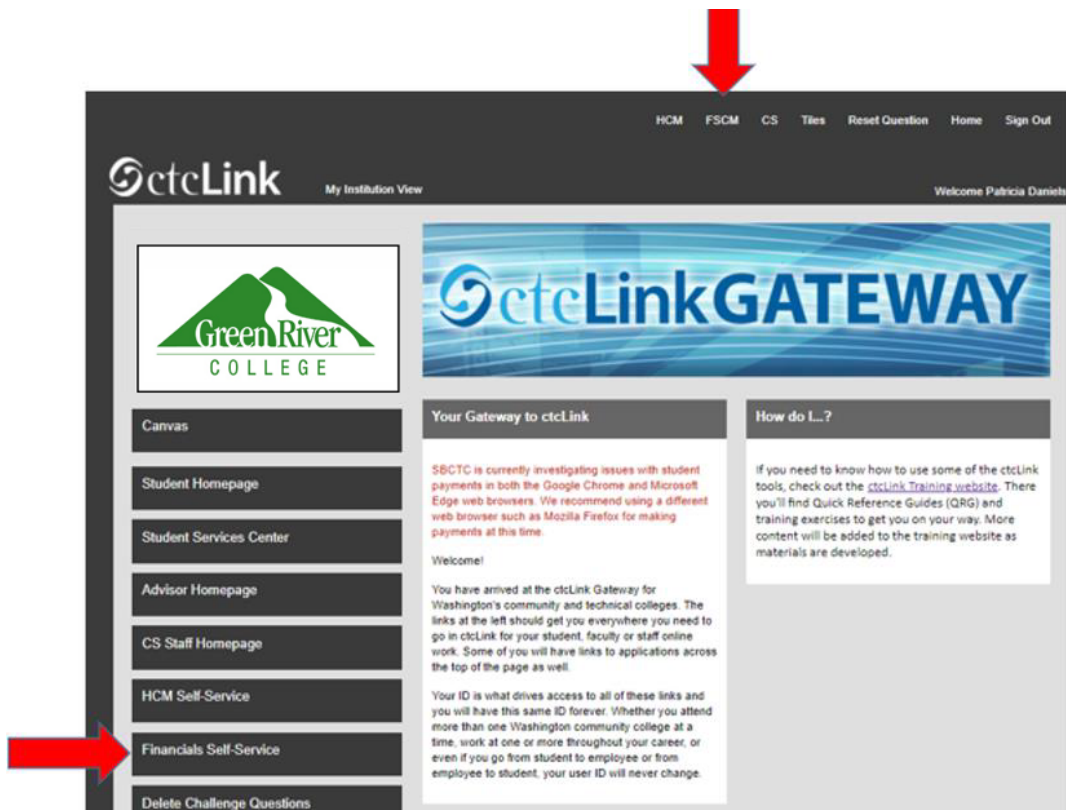 HCM FSCM CS Tiles Reset Question Home Sign Out
ctcLink My Institution View Welcome Patricia Daniels
Green River
COLLEGE
ctcLinkGATEWAY
Canvas
Student Homepage
Student Services Center
Advisor Homepage
CS Staff Homepage
HCM Self-Service
Financials Self-Service
Delete Challenge Questions
Your Gateway to ctcLink
SBCTC is currently investigating issues with student
payments in both the Google Chrome and Microsoft
Edge web browsers. We recommend using a different
web browser such as Mozilla Firefox for making
payments at this time.
Welcome!
You have arrived at the ctcLink Gateway for
Washington's community and technical colleges. The
links at the left should get you everywhere you need to
go in ctcLink for your student, faculty or staff online
work. Some of you will have links to applications across
the top of the page as well.
Your ID is what drives access to all of these links and
you will have this same ID forever. Whether you attend
more than one Washington community college at a
time, work at one or more throughout your career, or
even if you go from student to employee or from
employee to student, your user ID will never change.
How do I...?
If you need to know how to use some of the ctcLink
tools, check out the ctcLink Training website. There
you'll find Quick Reference Guides (QRG) and
training exercises to get you on your way. More
content will be added to the training website as
materials are developed.